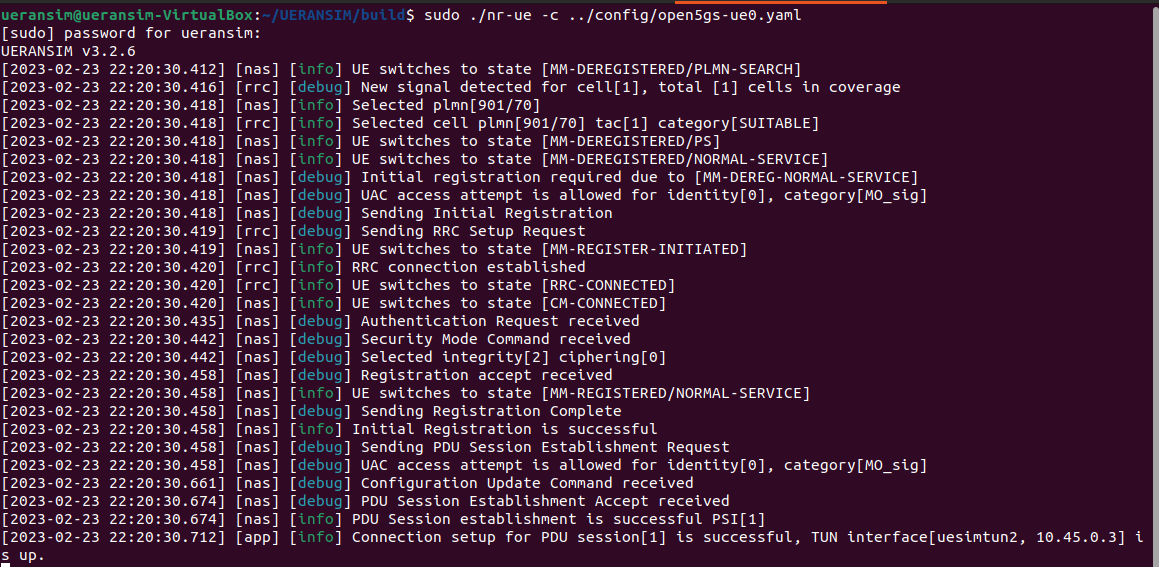 ueransim@ueransim-VirtualBox:~/UERANSIM/build$ sudo ./nr-ue -c ../config/open5gs-ue0.yaml
[sudo] password for ueransim:
UERANSIM v3.2.6
[2023-02-23 22:20:30.412] [nas] [info] UE switches to state [MM-DEREGISTERED/PLMN-SEARCH]
[2023-02-23 22:20:30.416] [rrc] [debug] New signal detected for cell[1], total [1] cells in coverage
[2023-02-23 22:20:30.418] [nas] [info] Selected plmn[901/70]
[2023-02-23 22:20:30.418] [rrc] [info] Selected cell plmn[901/70] tac[1] category[SUITABLE]
[2023-02-23 22:20:30.418] [nas] [info] UE switches to state [MM-DEREGISTERED/PS]
[2023-02-23 22:20:30.418] [nas] [info] UE switches to state [MM-DEREGISTERED/NORMAL-SERVICE]
[2023-02-23 22:20:30.418] [nas] [debug] Initial registration required due to [MM-DEREG-NORMAL-SERVICE]
[2023-02-23 22:20:30.418] [nas] [debug] UAC access attempt is allowed for identity[0], category[MO_sig]
[2023-02-23 22:20:30.418] [nas] [debug] Sending Initial Registration
[2023-02-23 22:20:30.419] [rrc] [debug] Sending RRC Setup Request
[2023-02-23 22:20:30.419] [nas] [info] UE switches to state [MM-REGISTER-INITIATED]
[2023-02-23 22:20:30.420] [rrc] [info] RRC connection established
[2023-02-23 22:20:30.420] [rrc] [info] UE switches to state [RRC-CONNECTED]
[2023-02-23 22:20:30.420] [nas] [info] UE switches to state [CM-CONNECTED]
[2023-02-23 22:20:30.435] [nas] [debug] Authentication Request received
[2023-02-23 22:20:30.442] [nas] [debug] Security Mode Command received
[2023-02-23 22:20:30.442] [nas] [debug] Selected integrity[2] ciphering[0]
[2023-02-23 22:20:30.458] [nas] [debug] Registration accept received
[2023-02-23 22:20:30.458] [nas] [info] UE switches to state [MM-REGISTERED/NORMAL-SERVICE]
[2023-02-23 22:20:30.458] [nas] [debug] Sending Registration Complete
[2023-02-23 22:20:30.458] [nas] [info] Initial Registration is successful
[2023-02-23 22:20:30.458] [nas] [debug] Sending PDU Session Establishment Request
[2023-02-23 22:20:30.458] [nas] [debug] UAC access attempt is allowed for identity[0], category[MO_sig]
[2023-02-23 22:20:30.661] [nas] [debug] Configuration Update Command received
[2023-02-23 22:20:30.674] [nas] [debug] PDU Session Establishment Accept received
[2023-02-23 22:20:30.674] [nas] [info] PDU Session establishment is successful PSI[1]
[2023-02-23 22:20:30.712] [app] [info] Connection setup for PDU session[1] is successful, TUN interface[uesimtun2, 10.45.0.3] i
s up.